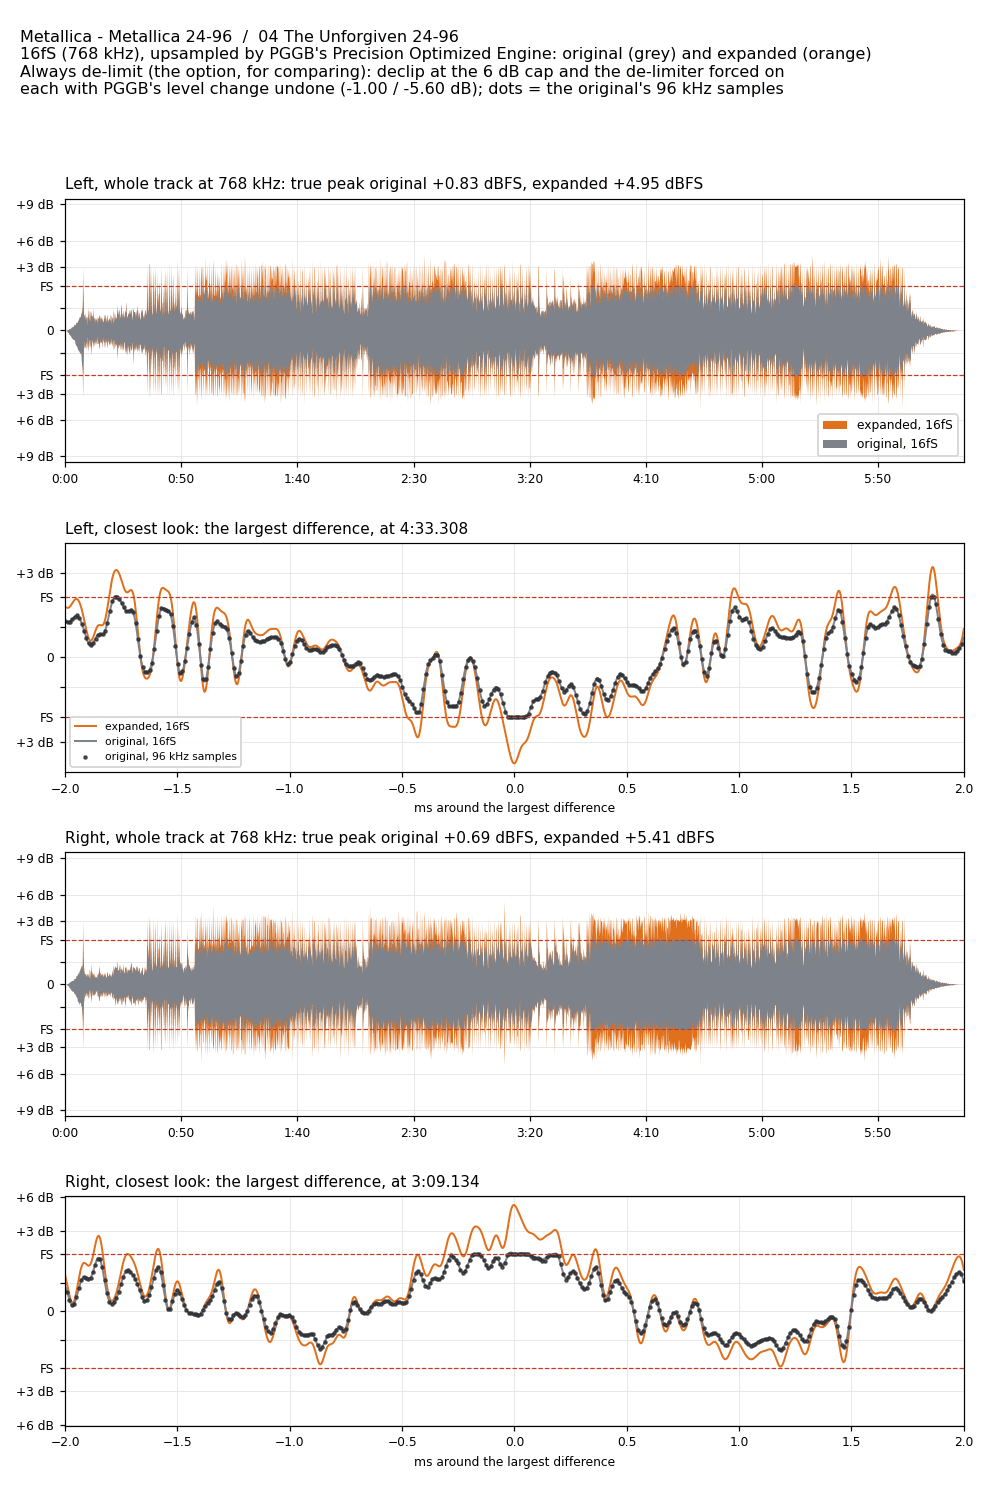 Metallica - Metallica 24-96  /  04 The Unforgiven 24-96
16fS (768 kHz), upsampled by PGGB's Precision Optimized Engine: original (grey) and expanded (orange)
Always de-limit (the option, for comparing): declip at the 6 dB cap and the de-limiter forced on
each with PGGB's level change undone (-1.00 / -5.60 dB); dots = the original's 96 kHz samples
Left, whole track at 768 kHz: true peak original +0.83 dBFS, expanded +4.95 dBFS
+9 dB
+6 dB
+3 dB
FS
0
FS
+3 dB
+6 dB
+9 dB
expanded, 16fS
original, 16fS
0:00 0:50 1:40 2:30 3:20 4:10 5:00 5:50
Left, closest look: the largest difference, at 4:33.308
+3 dB
FS
0
FS
+3 dB
expanded, 16fS
original, 16fS
original, 96 kHz samples
−2.0 −1.5 −1.0 −0.5 0.0 0.5 1.0 1.5 2.0
ms around the largest difference
Right, whole track at 768 kHz: true peak original +0.69 dBFS, expanded +5.41 dBFS
+9 dB
+6 dB
+3 dB
FS
0
FS
+3 dB
+6 dB
+9 dB
0:00 0:50 1:40 2:30 3:20 4:10 5:00 5:50
Right, closest look: the largest difference, at 3:09.134
+6 dB
+3 dB
FS
0
FS
+3 dB
+6 dB
−2.0 −1.5 −1.0 −0.5 0.0 0.5 1.0 1.5 2.0
ms around the largest difference